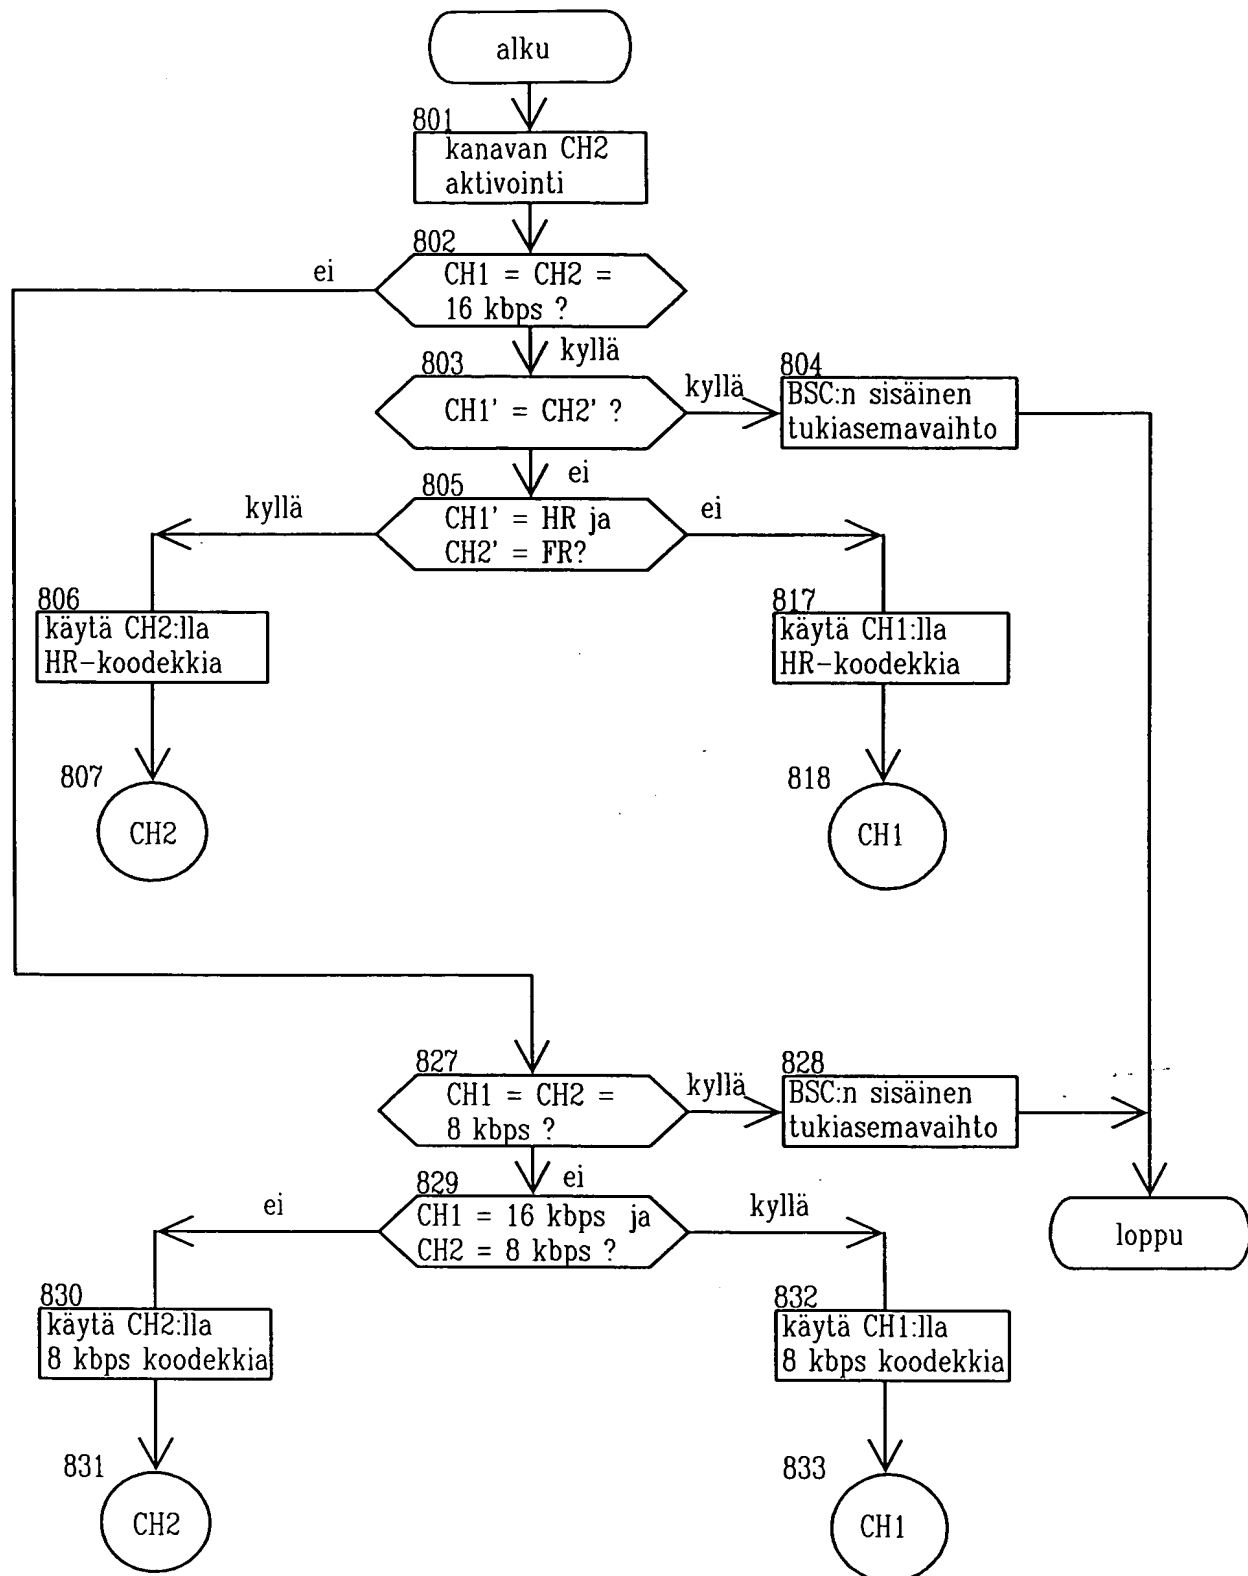 alku
801
kanavan CH2
aktivointi
802
ei
CH1 = CH2 =
16 kbps ?
kyllä
803
CH1' = CH2' ?
kyllä
804
BSC:n sisäinen
tukiasemavaihto
ei
805
kyllä
CH1' = HR ja
CH2' = FR?
ei
806
käytä CH2:lla
HR-koodekkia
817
käytä CH1:lla
HR-koodekkia
807
CH2
818
CH1
827
CH1 = CH2 =
8 kbps ?
kyllä
828
BSC:n sisäinen
tukiasemavaihto
ei
829
ei
CH1 = 16 kbps ja
CH2 = 8 kbps ?
kyllä
loppu
830
käytä CH2:lla
8 kbps koodekkia
832
käytä CH1:lla
8 kbps koodekkia
831
CH2
833
CH1